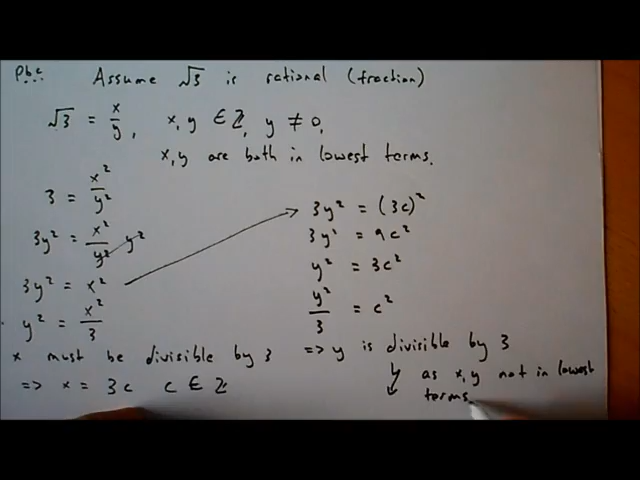 Pbc Assume √3 is rational (fraction)
√3 = x/y, x,y ∈ ℤ, y ≠ 0,
x,y are both in lowest terms.
3 = x²/y²
3y² = x²/y² y²
3y² = x²
y² = x²/3
x must be divisible by 3
=> x = 3c c ∈ ℤ
3y² = (3c)²
3y² = 9c²
y² = 3c²
y²/3 = c²
=> y is divisible by 3
as x,y not in lowest
terms.